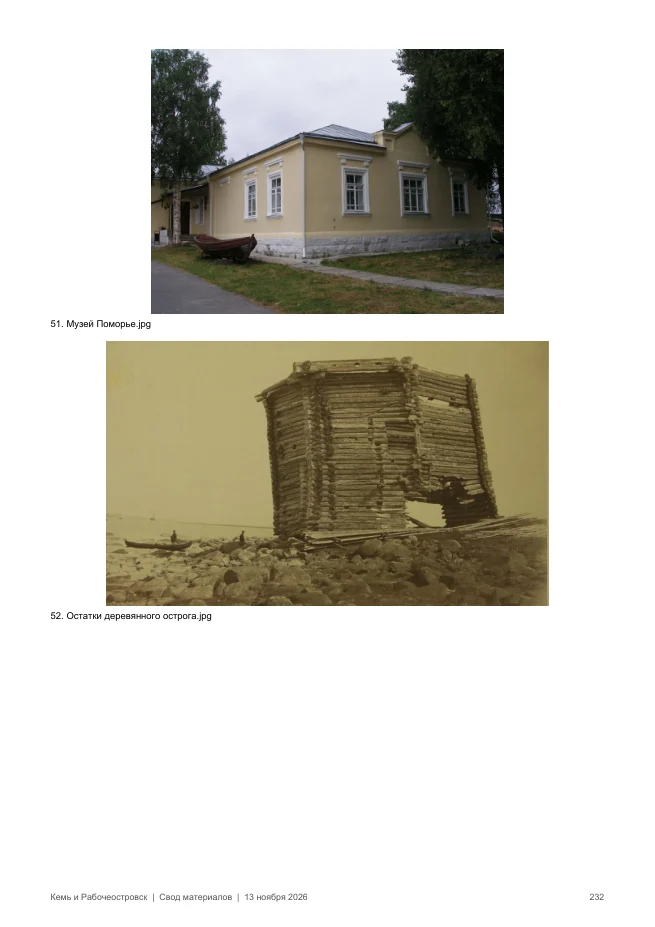 51. Музей Поморье.jpg
52. Остатки деревянного острога.jpg
Кемь и Рабочеостровск | Свод материалов | 13 ноября 2026
232